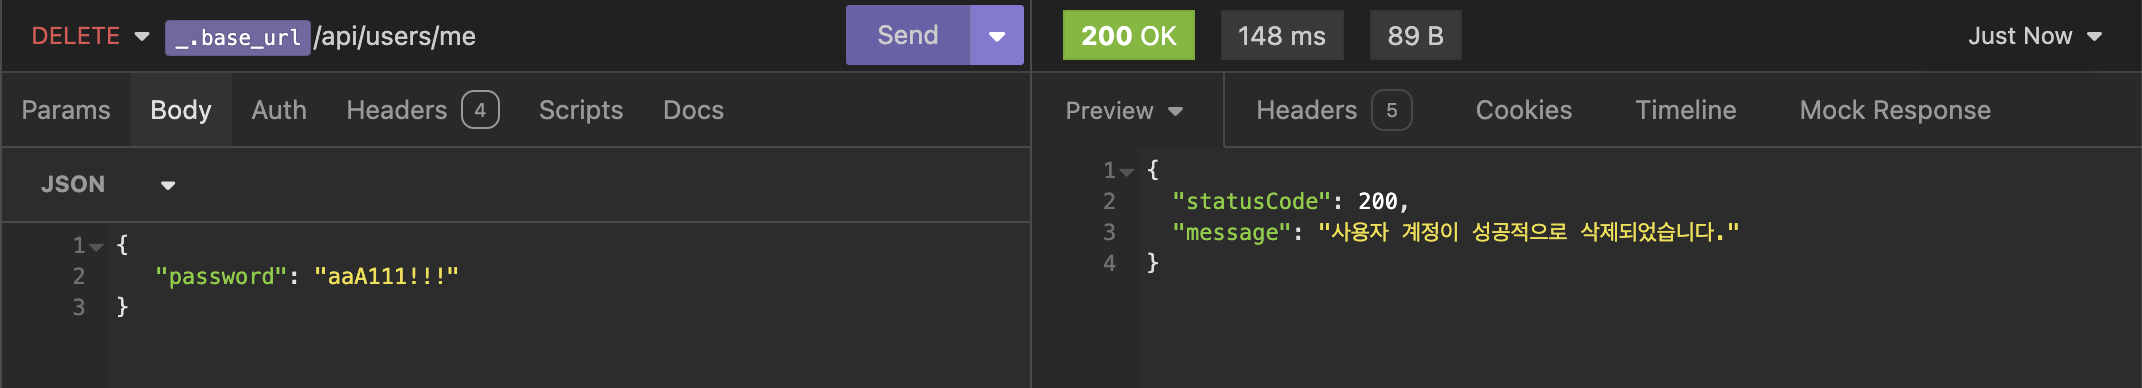 DELETE _.base_url /api/users/me Send
200 OK 148 ms 89 B Just Now
Params Body Auth Headers 4 Scripts Docs
Preview Headers 5 Cookies Timeline Mock Response
JSON
1 {
2 "password": "aaA111!!!"
3 }
1 {
2 "statusCode": 200,
3 "message": "사용자 계정이 성공적으로 삭제되었습니다."
4 }